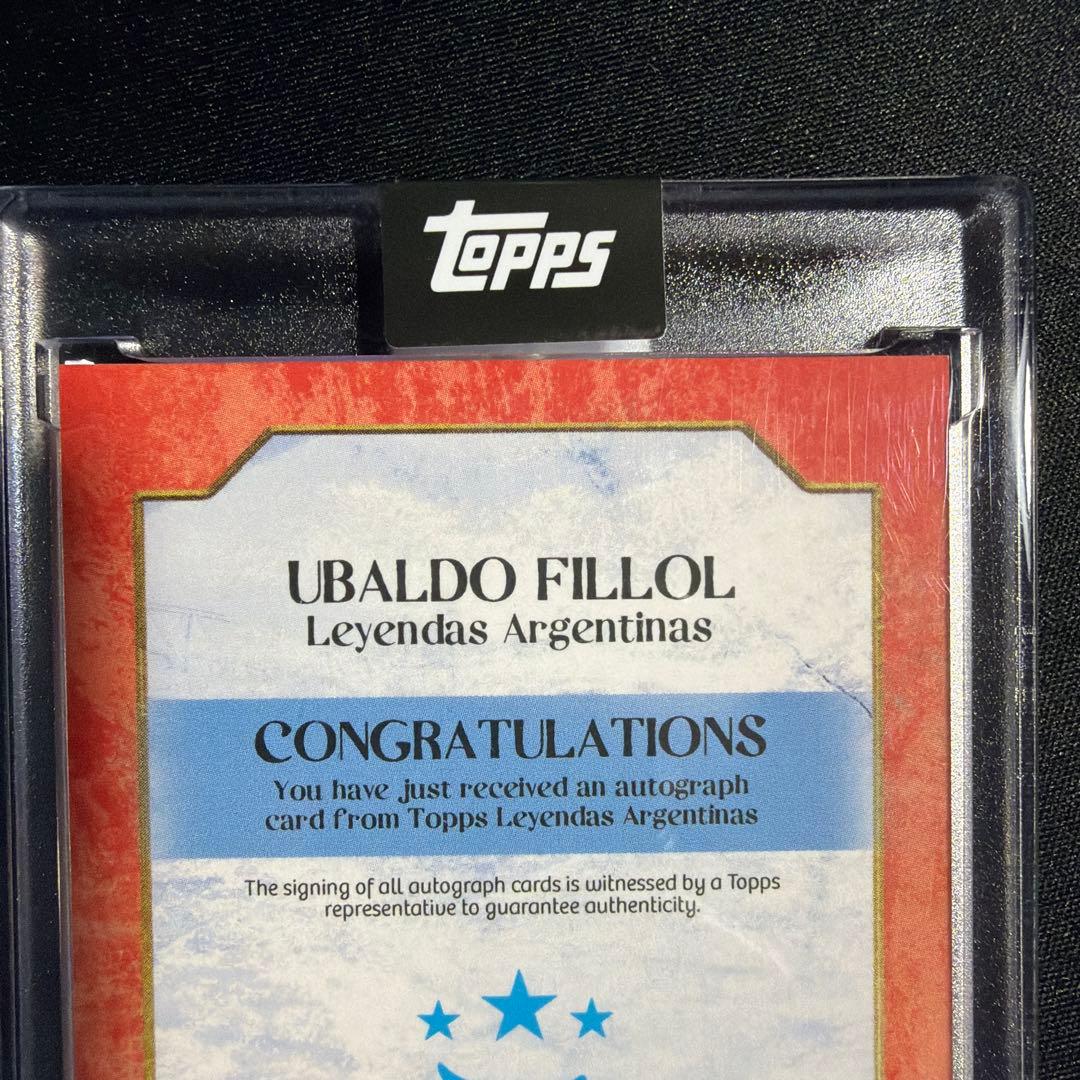 Topps
UBALDO FILLOL
Leyendas Argentinas
CONGRATULATIONS
You have just received an autograph
card from Topps Leyendas Argentinas
The signing of all autograph cards is witnessed by a Topps
representative to guarantee authenticity.